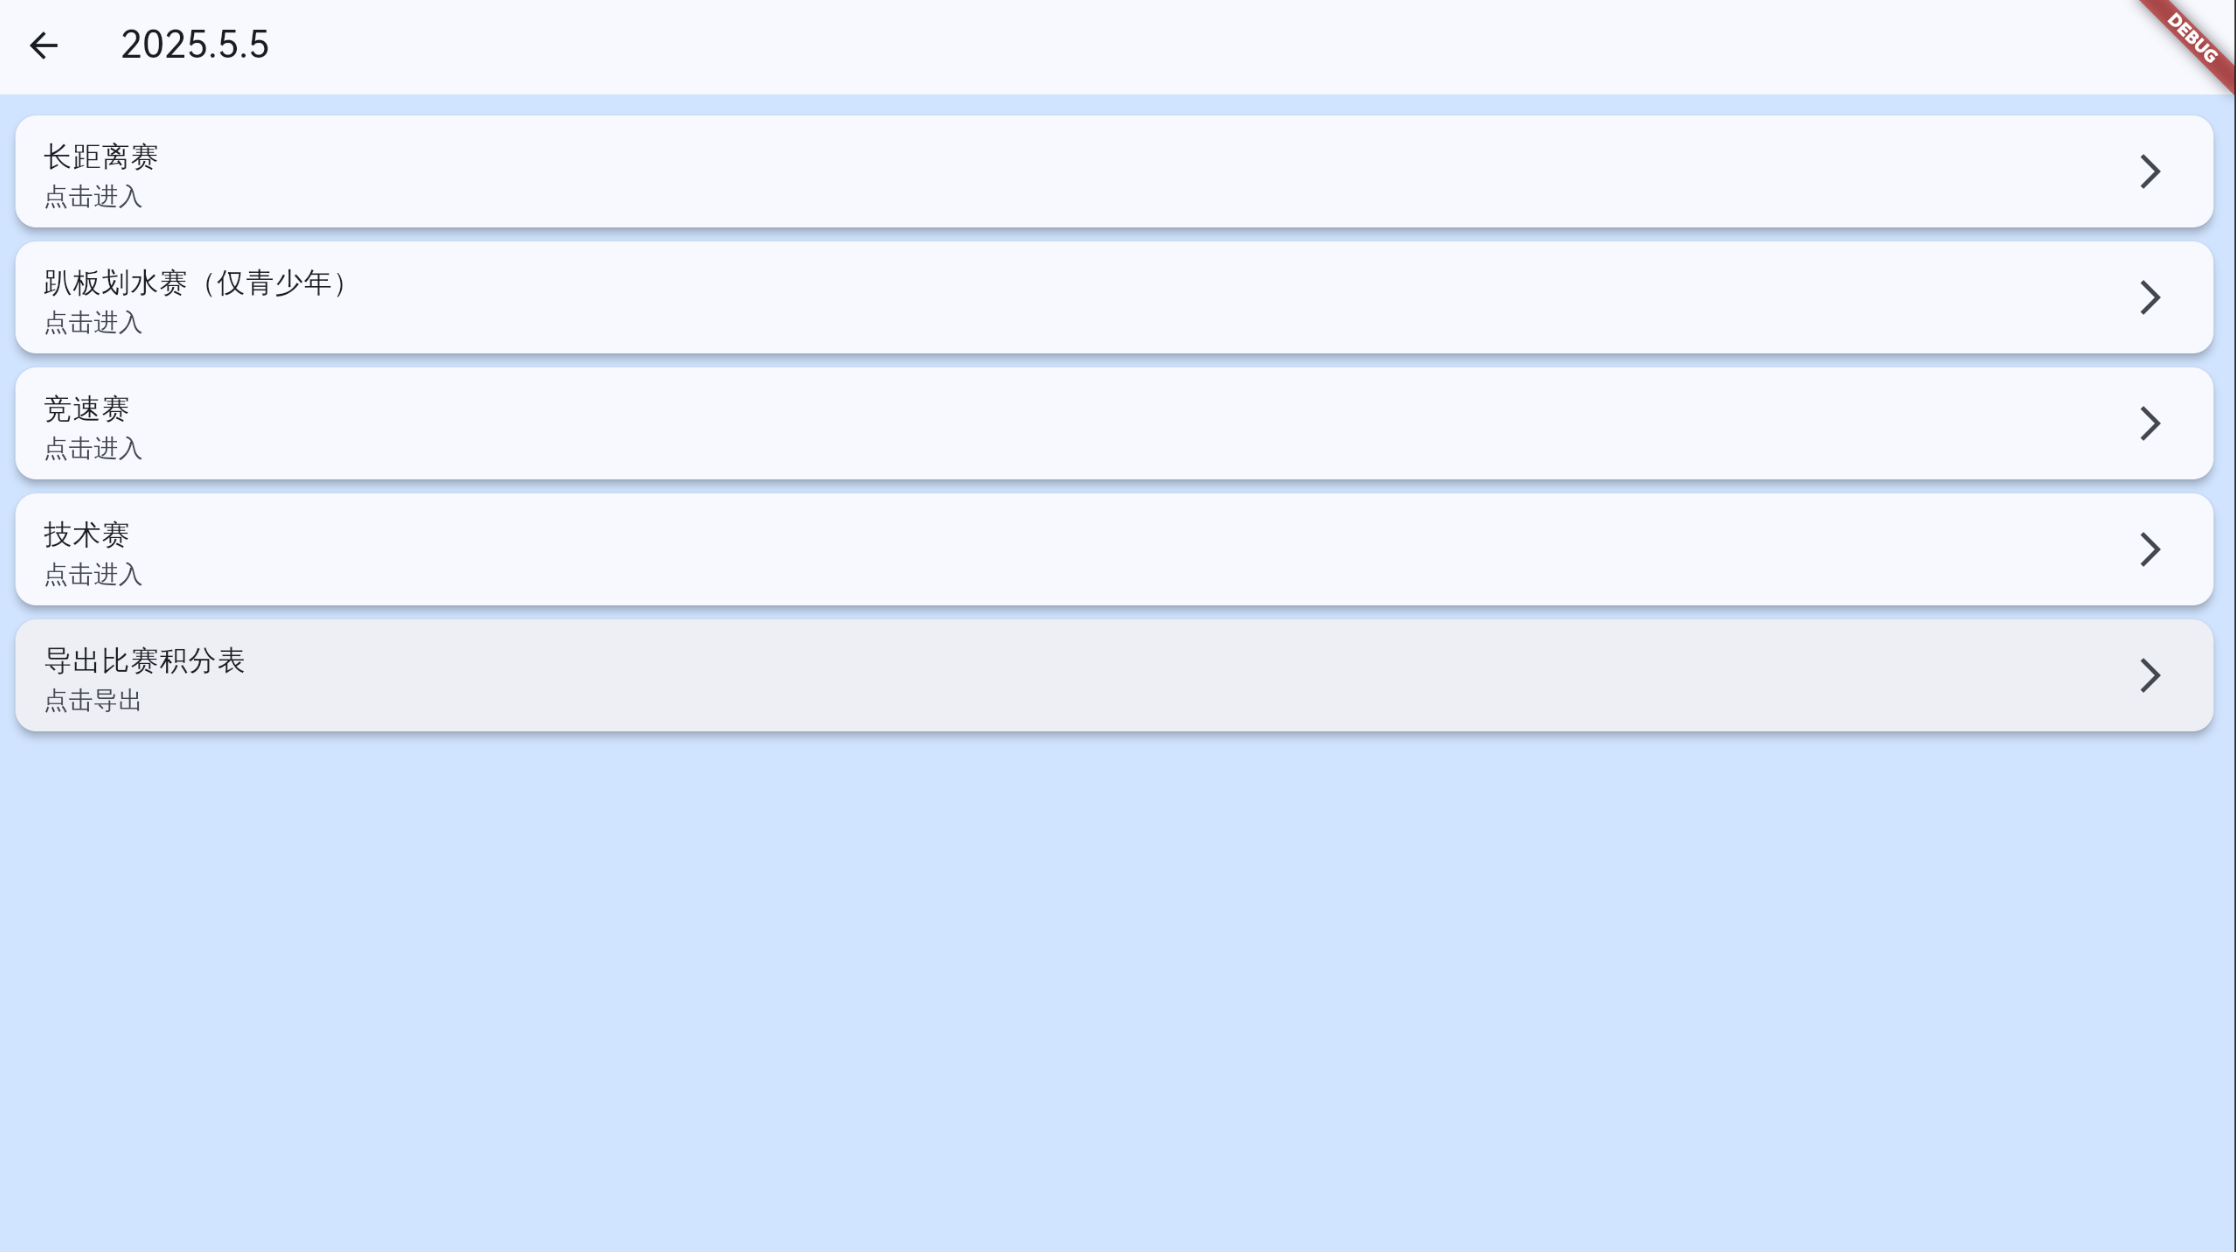 2025.5.5
DEBUG
长距离赛
点击进入
趴板划水赛（仅青少年）
点击进入
竞速赛
点击进入
技术赛
点击进入
导出比赛积分表
点击导出